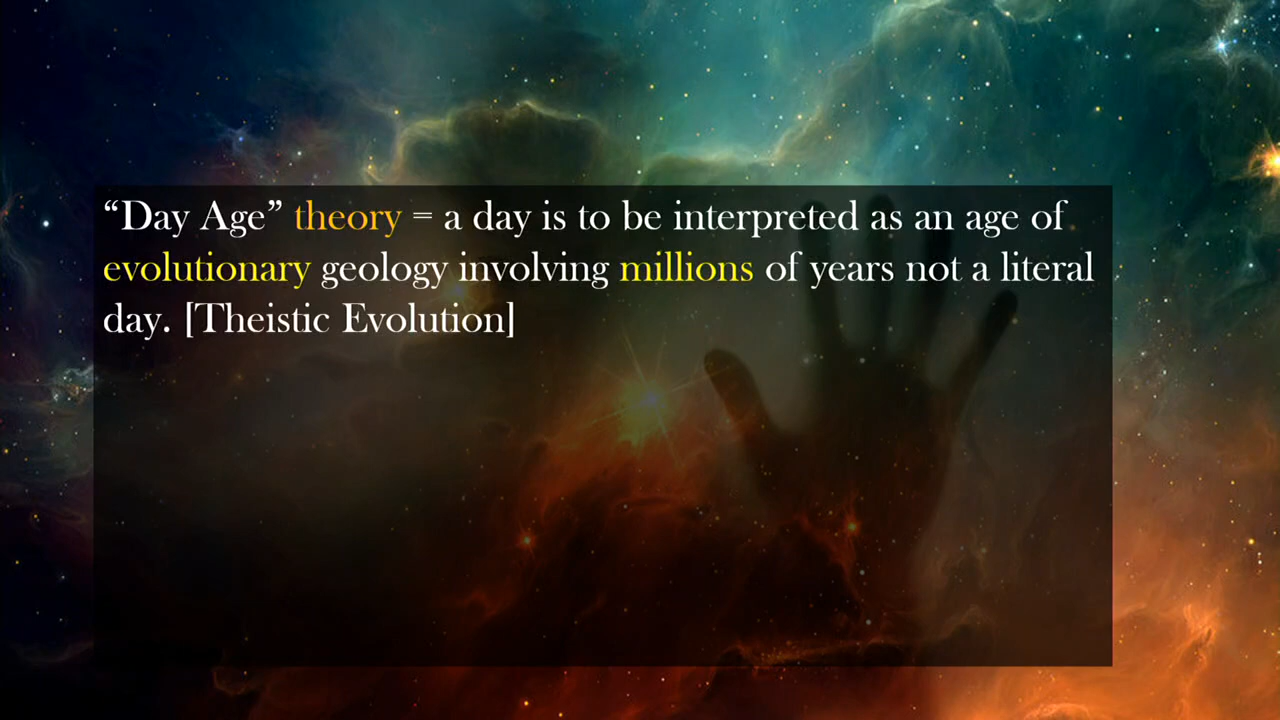 “Day Age” theory = a day is to be interpreted as an age of
evolutionary geology involving millions of years not a literal
day. [Theistic Evolution]